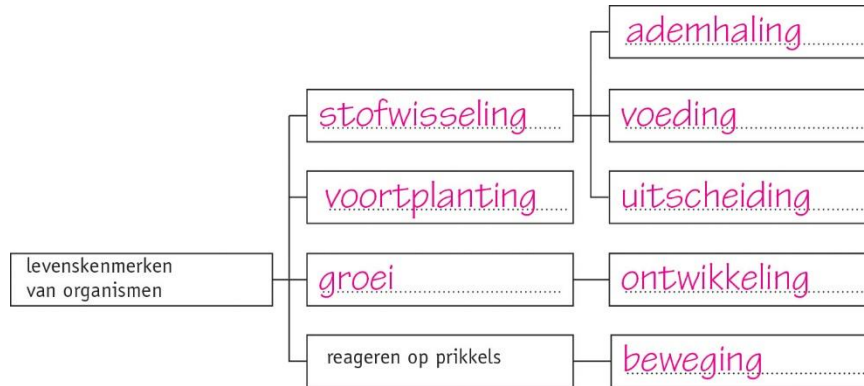 ademhaling
stofwisseling
voeding
voortplanting
uitscheiding
levenskenmerken
van organismen
groei
ontwikkeling
reageren op prikkels
beweging